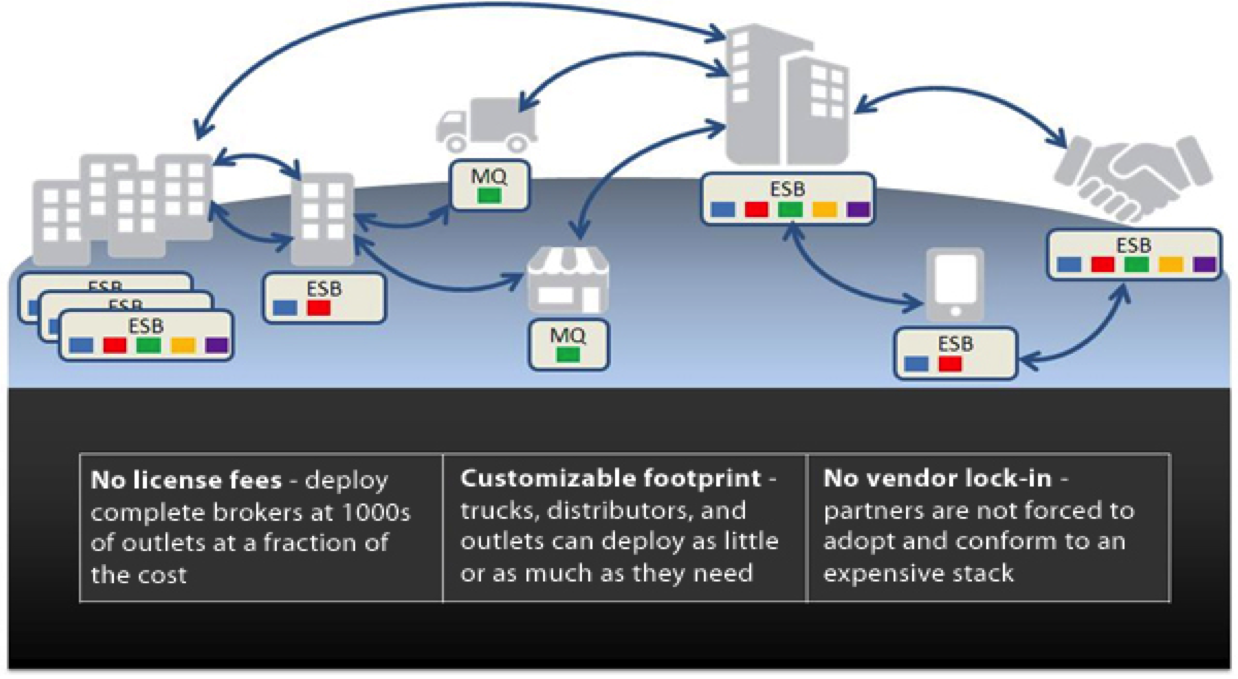 MQ
ESB
ESB
ESB
ESB
ESB
ESB
MQ
ESB
ESB
No license fees - deploy
complete brokers at 1000s
of outlets at a fraction of
the cost
Customizable footprint -
trucks, distributors, and
outlets can deploy as little
or as much as they need
No vendor lock-in -
partners are not forced to
adopt and conform to an
expensive stack